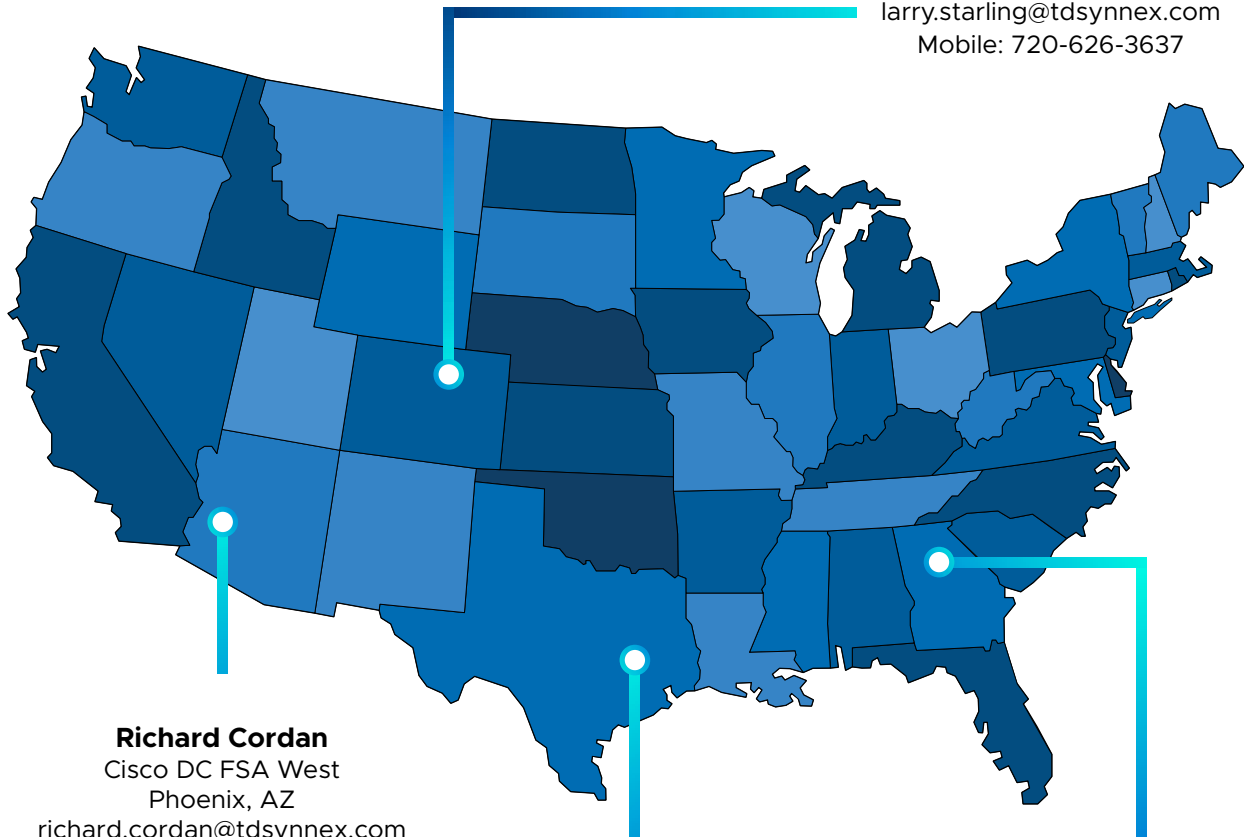 larry.starling@tdsynnex.com
Mobile: 720-626-3637
Richard Cordan
Cisco DC FSA West
Phoenix, AZ
richard.cordan@tdsynnex.com